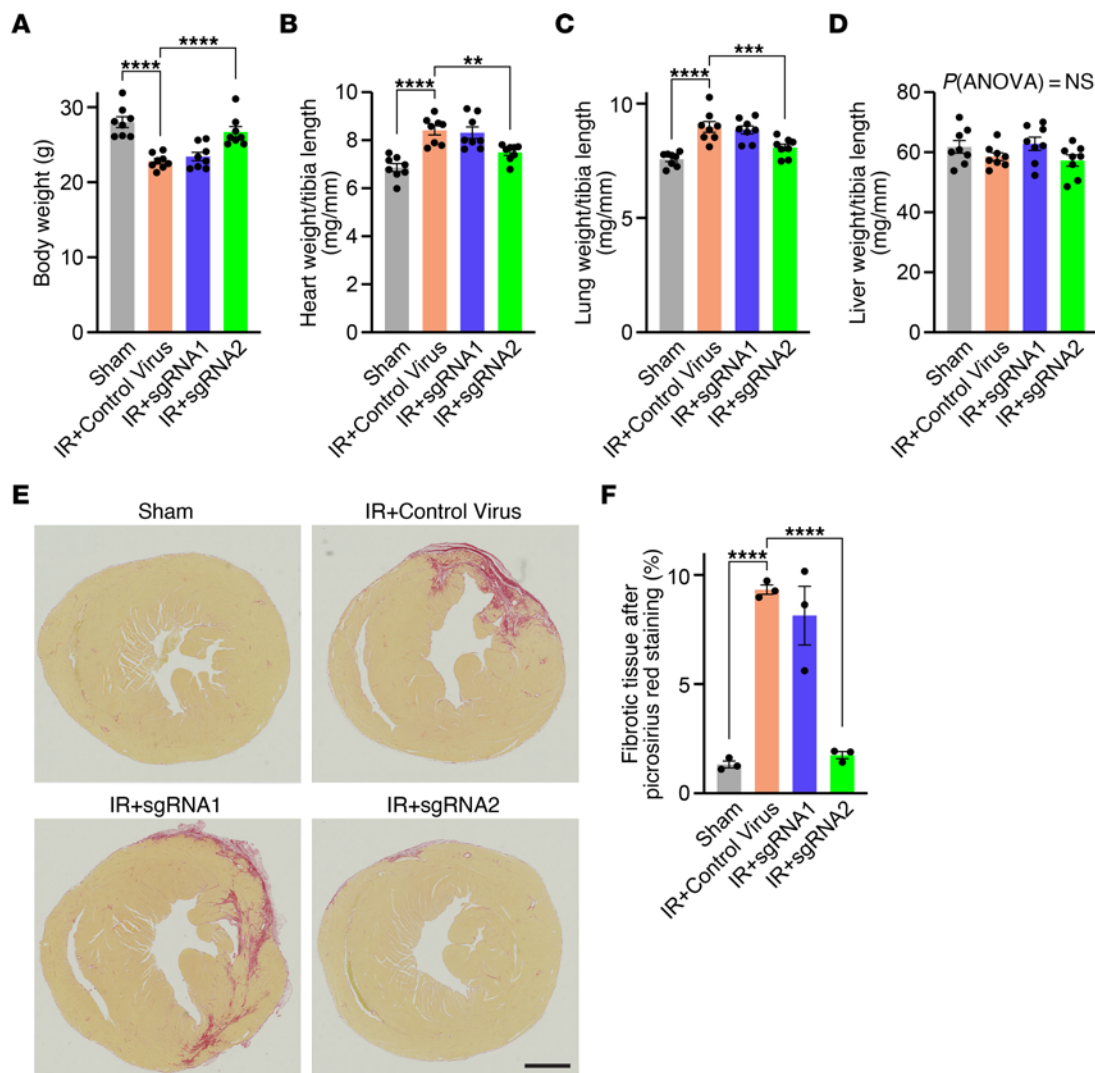 A
Body weight (g)
30
20
10
0
****
****
Sham
IR+Control Virus
IR+sgRNA1
IR+sgRNA2
B
Heart weight/tibia length
(mg/mm)
10
8
6
4
2
0
****
**
Sham
IR+Control Virus
IR+sgRNA1
IR+sgRNA2
C
Lung weight/tibia length
(mg/mm)
10
5
0
****
***
Sham
IR+Control Virus
IR+sgRNA1
IR+sgRNA2
D
Liver weight/tibia length
(mg/mm)
80
60
40
20
0
P(ANOVA) = NS
Sham
IR+Control Virus
IR+sgRNA1
IR+sgRNA2
E
Sham
IR+Control Virus
IR+sgRNA1
IR+sgRNA2
F
Fibrotic tissue after
picrosirius red staining (%)
10
5
0
****
****
Sham
IR+Control Virus
IR+sgRNA1
IR+sgRNA2